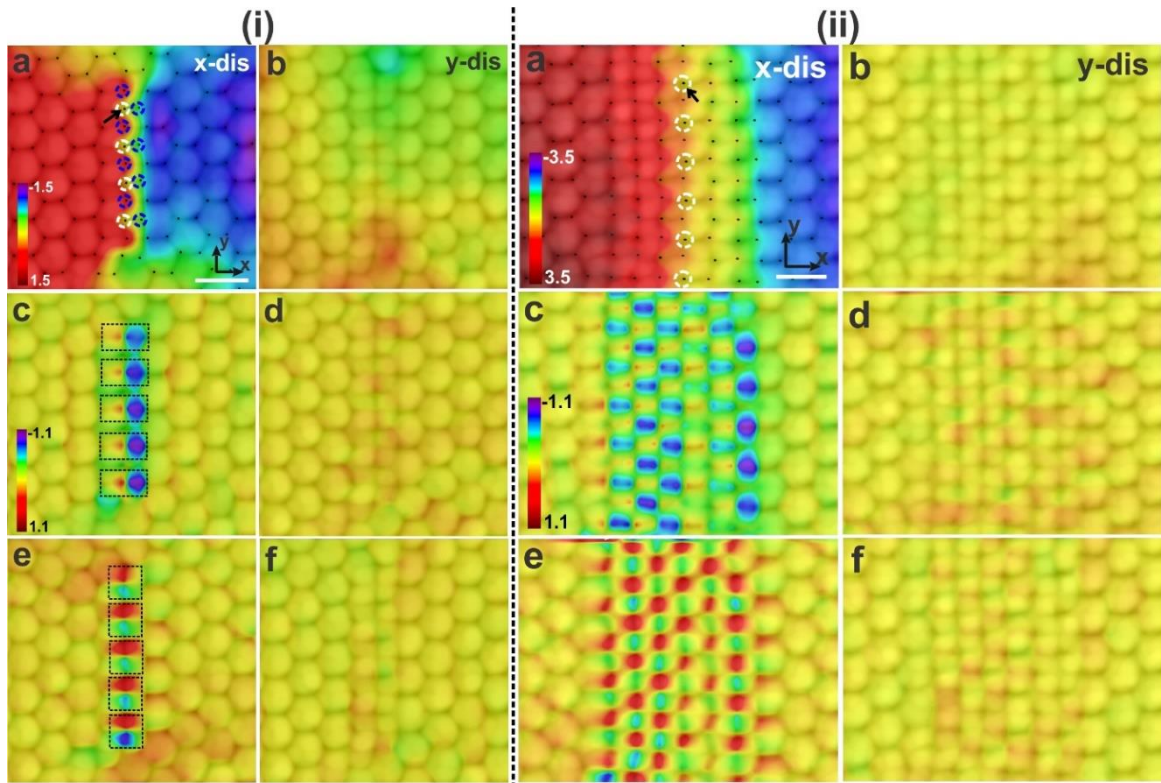 (i)
(ii)
a
x-dis
b
y-dis
a
x-dis
b
y-dis
-1.5
1.5
y
x
-3.5
3.5
y
x
c
d
c
d
-1.1
1.1
-1.1
1.1
e
f
e
f